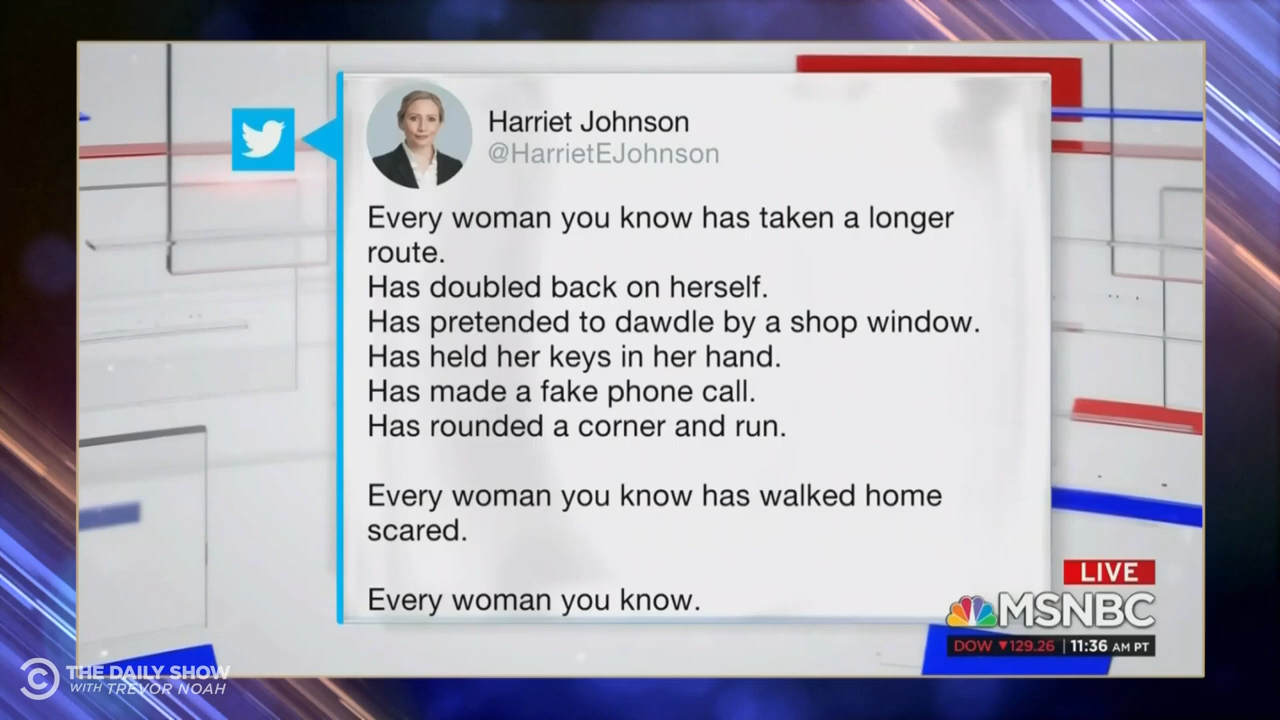 Harriet Johnson
@HarrietEJohnson
Every woman you know has taken a longer
route.
Has doubled back on herself.
Has pretended to dawdle by a shop window.
Has held her keys in her hand.
Has made a fake phone call.
Has rounded a corner and run.
Every woman you know has walked home
scared.
Every woman you know.
LIVE
MSNBC
DOW ▼129.26 | 11:36 AM PT
THE DAILY SHOW
WITH TREVOR NOAH